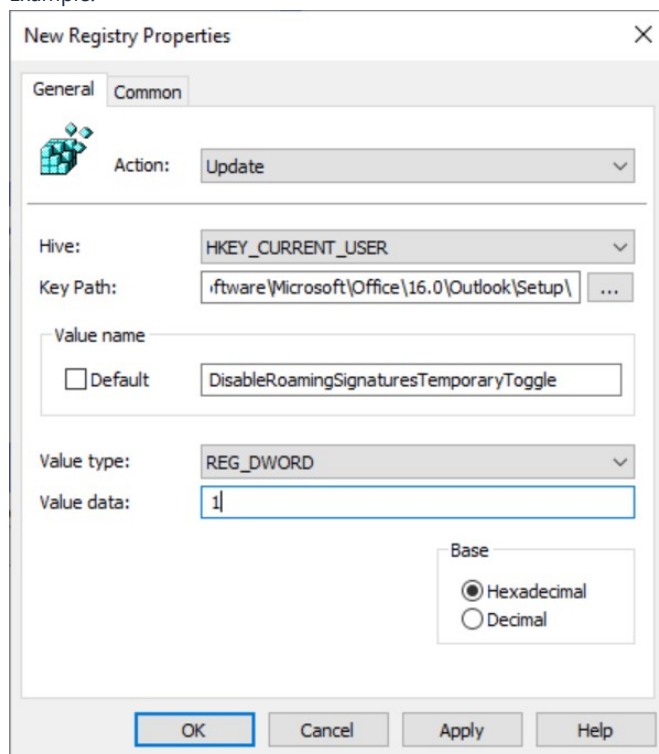 Example:
New Registry Properties
General Common
Action: Update
Hive: HKEY_CURRENT_USER
Key Path: ftware\Microsoft\Office\16.0\Outlook\Setup\ ...
Value name
Default DisableRoamingSignaturesTemporaryToggle
Value type: REG_DWORD
Value data: 1
Base
Hexadecimal
Decimal
OK Cancel Apply Help